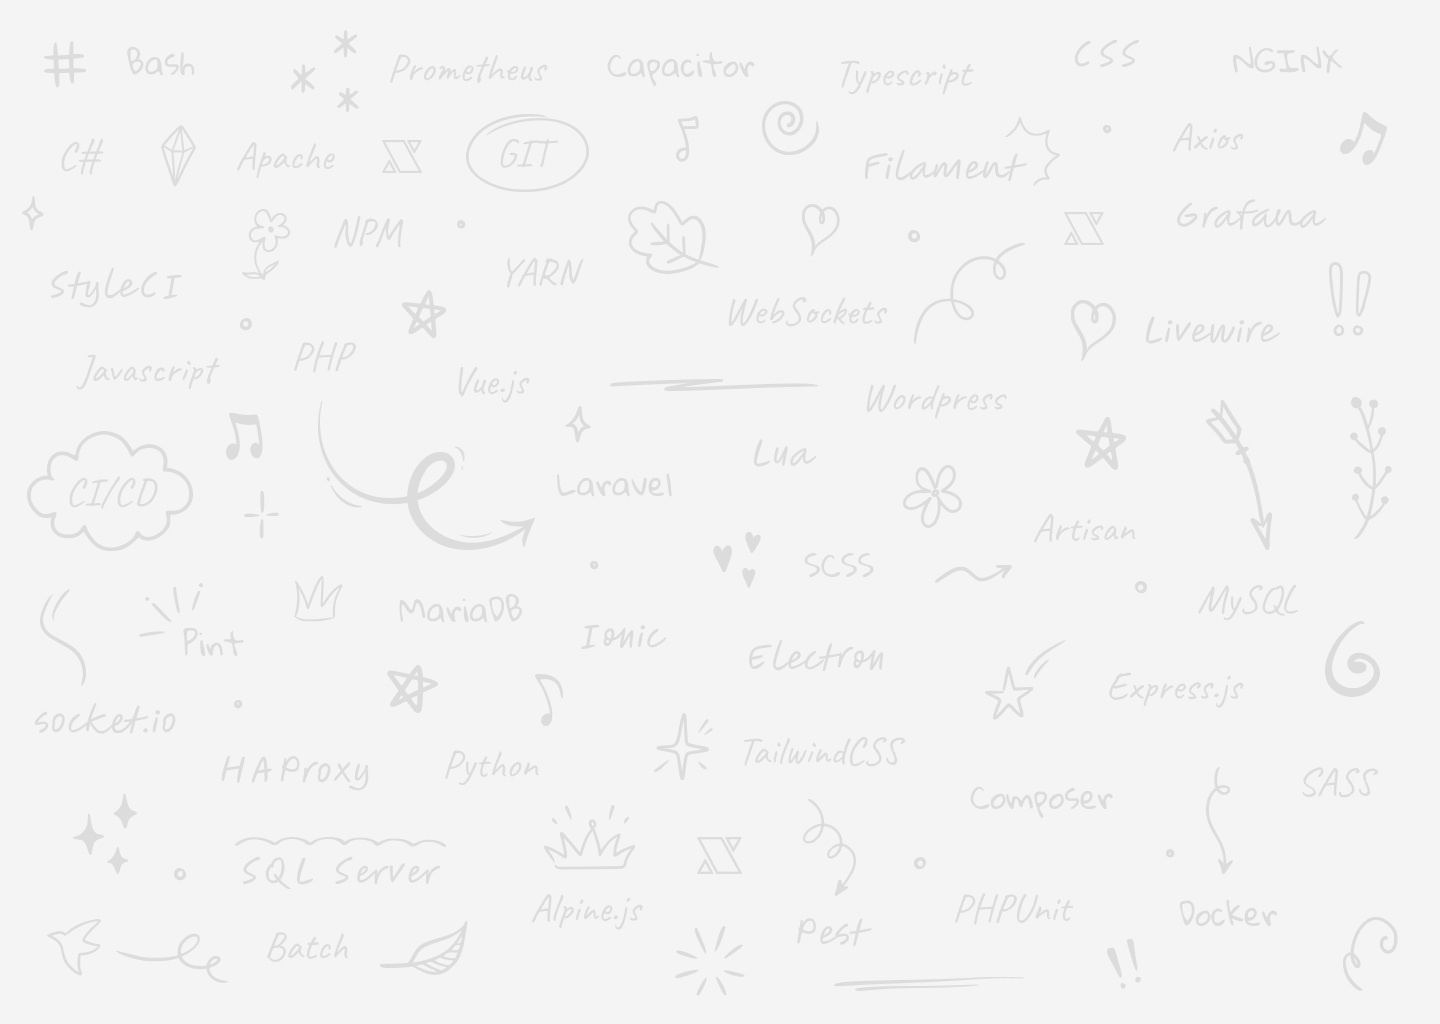 Bash
Prometheus
Capacitor
Typescript
CSS
NGINX
C#
Apache
GIT
Filament
Axios
NPM
Grafana
StyleCI
YARN
WebSockets
Livewire
Javascript
PHP
Vue.js
Wordpress
CI/CD
Lua
Laravel
Artisan
SCSS
MariaDB
MySQL
Pint
Ionic
Electron
Express.js
socket.io
HAProxy
Python
TailwindCSS
Composer
SASS
SQL Server
Alpine.js
PHPUnit
Docker
Batch
Pest